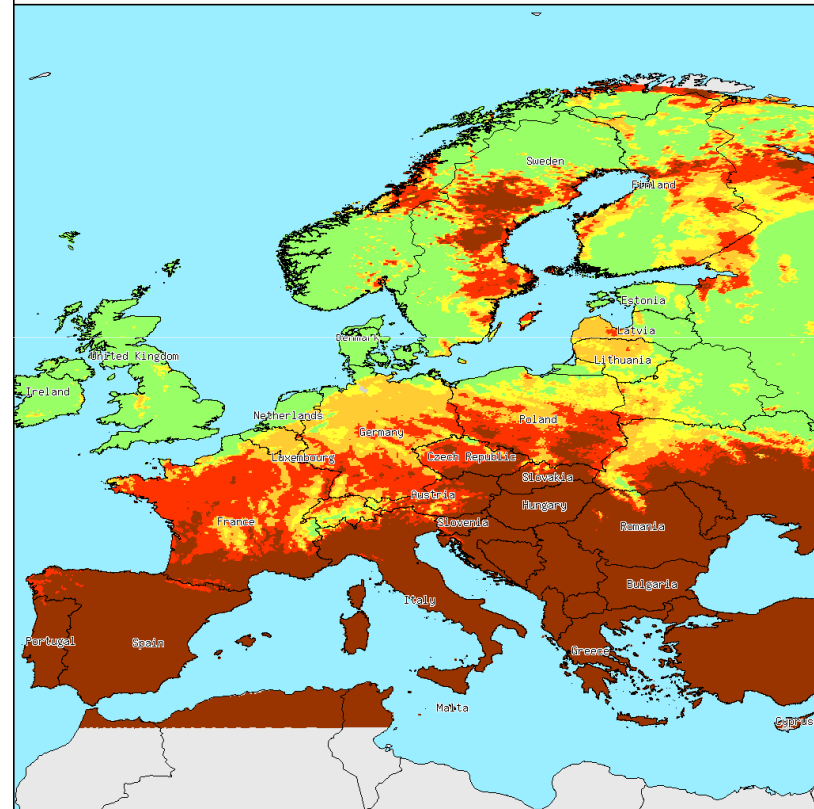 Sweden
Finland
Estonia
Denmark
Latvia
United Kingdom
Lithuania
Ireland
Netherlands
Poland
Germany
Luxembourg
Czech Republic
Slovakia
Austria
Hungary
France
Slovenia
Romania
Bulgaria
Italy
Portugal
Spain
Greece
Malta
Cyprus